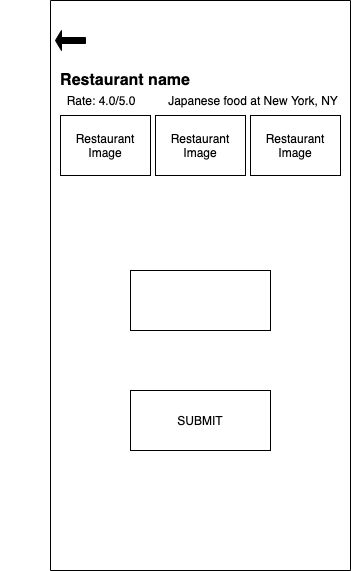 Restaurant name
Rate: 4.0/5.0
Japanese food at New York, NY
Restaurant
Image
Restaurant
Image
Restaurant
Image
SUBMIT